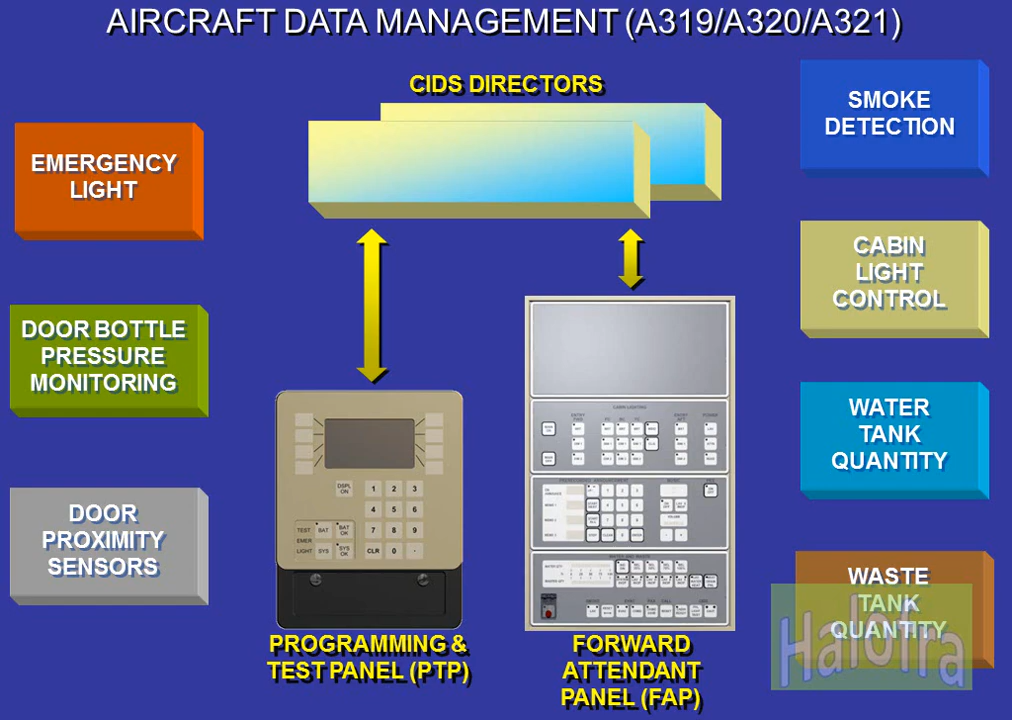 AIRCRAFT DATA MANAGEMENT (A319/A320/A321)
CIDS DIRECTORS
EMERGENCY
LIGHT
DOOR BOTTLE
PRESSURE
MONITORING
DOOR
PROXIMITY
SENSORS
SMOKE
DETECTION
CABIN
LIGHT
CONTROL
WATER
TANK
QUANTITY
WASTE
TANK
QUANTITY
Halofra
DSPL
ON
1 2 3
4 5 6
7 8 9
CLR 0 .
TEST BAT BAT OK
EMER
LIGHT SYS SYS OK
PROGRAMMING &
TEST PANEL (PTP)
CABIN LIGHTING
FORWARD
ATTENDANT
PANEL (FAP)